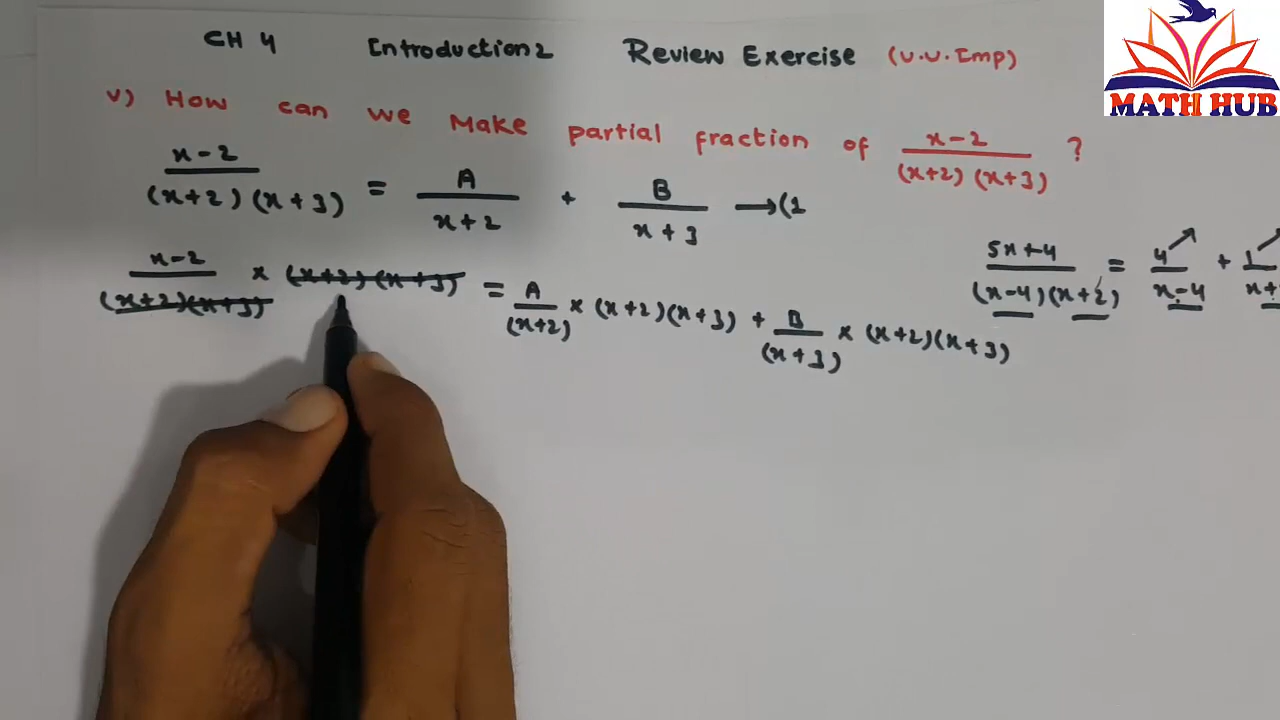 CH 4 Introduction2 Review Exercise (v.v.Imp)
MATH HUB
v) How can we Make partial fraction of x-2/(x+2)(x+3) ?
x-2/(x+2)(x+3) = A/x+2 + B/x+3 →(1
x-2/(x+2)(x+3) × (x+2)(x+3) = A/(x+2) × (x+2)(x+3) + B/(x+3) × (x+2)(x+3)
5x+4/(x-4)(x+2) = 4/x-4 + 1/x+